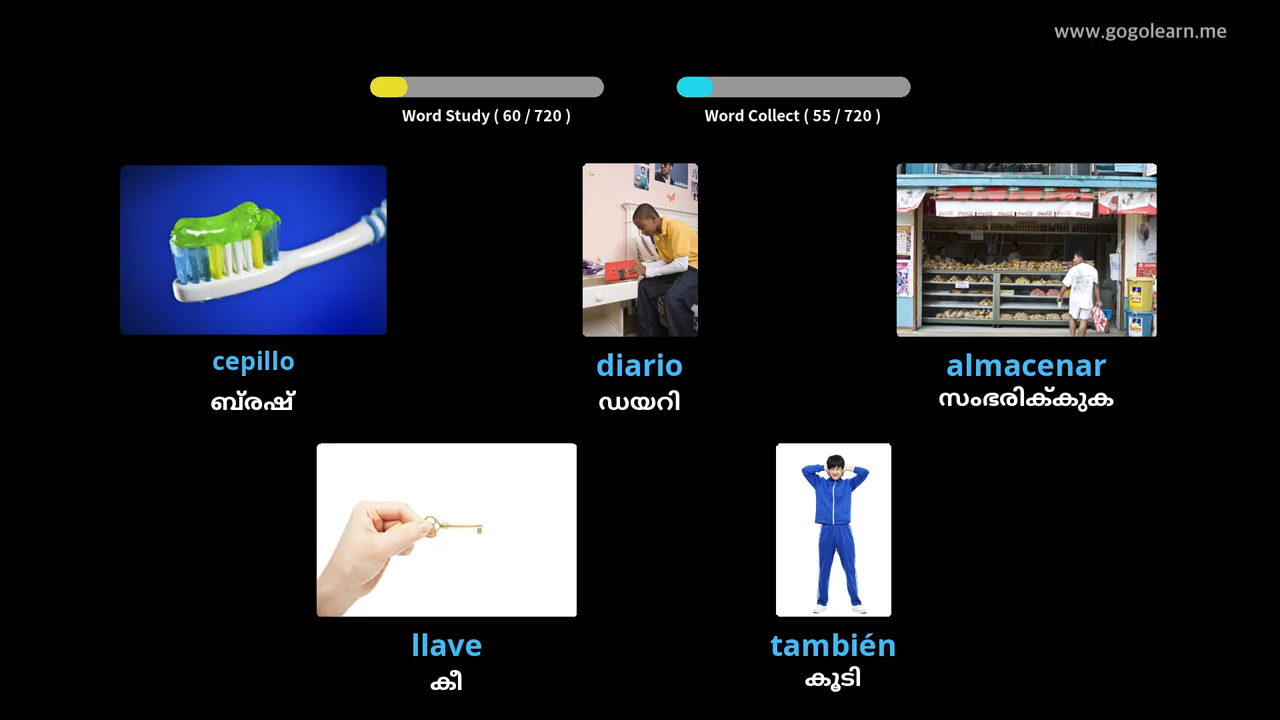 www.gogolearn.me
Word Study ( 60 / 720 )
Word Collect ( 55 / 720 )
cepillo
ബ്രഷ്
diario
ഡയറി
almacenar
സംഭരിക്കുക
llave
കീ
también
കൂടി